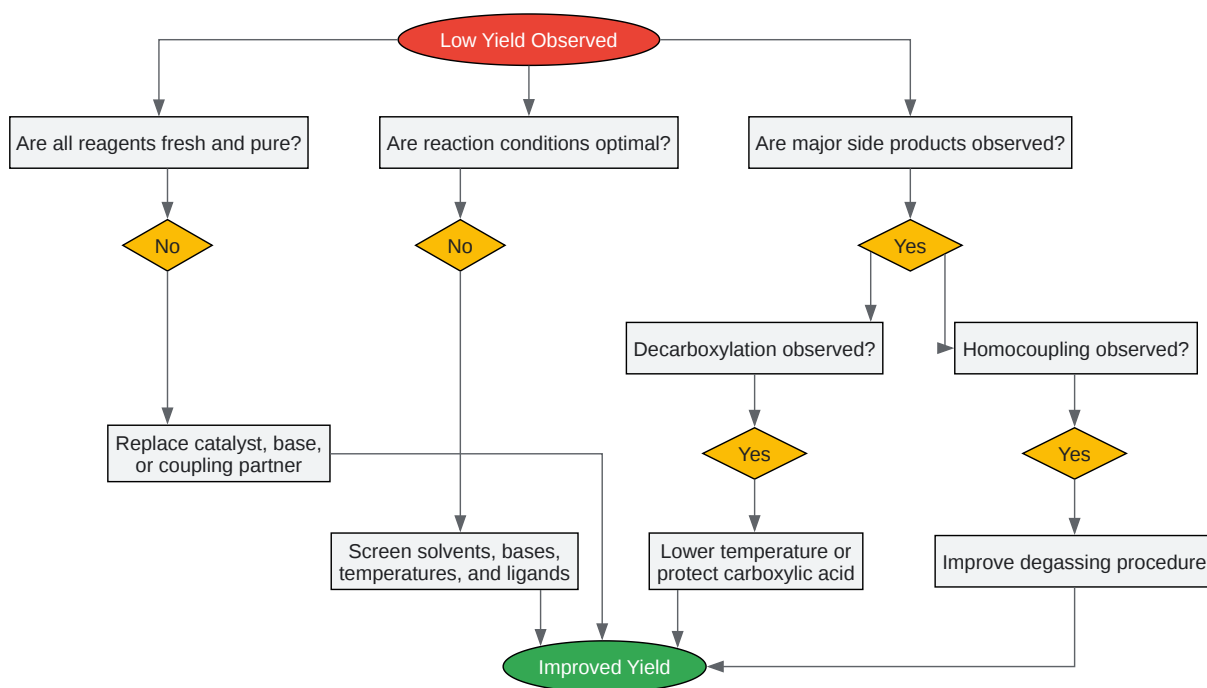 Low Yield Observed
Are all reagents fresh and pure?
Are reaction conditions optimal?
Are major side products observed?
No
No
Yes
Decarboxylation observed?
Homocoupling observed?
Replace catalyst, base,
or coupling partner
Yes
Yes
Screen solvents, bases,
temperatures, and ligands
Lower temperature or
protect carboxylic acid
Improve degassing procedure
Improved Yield